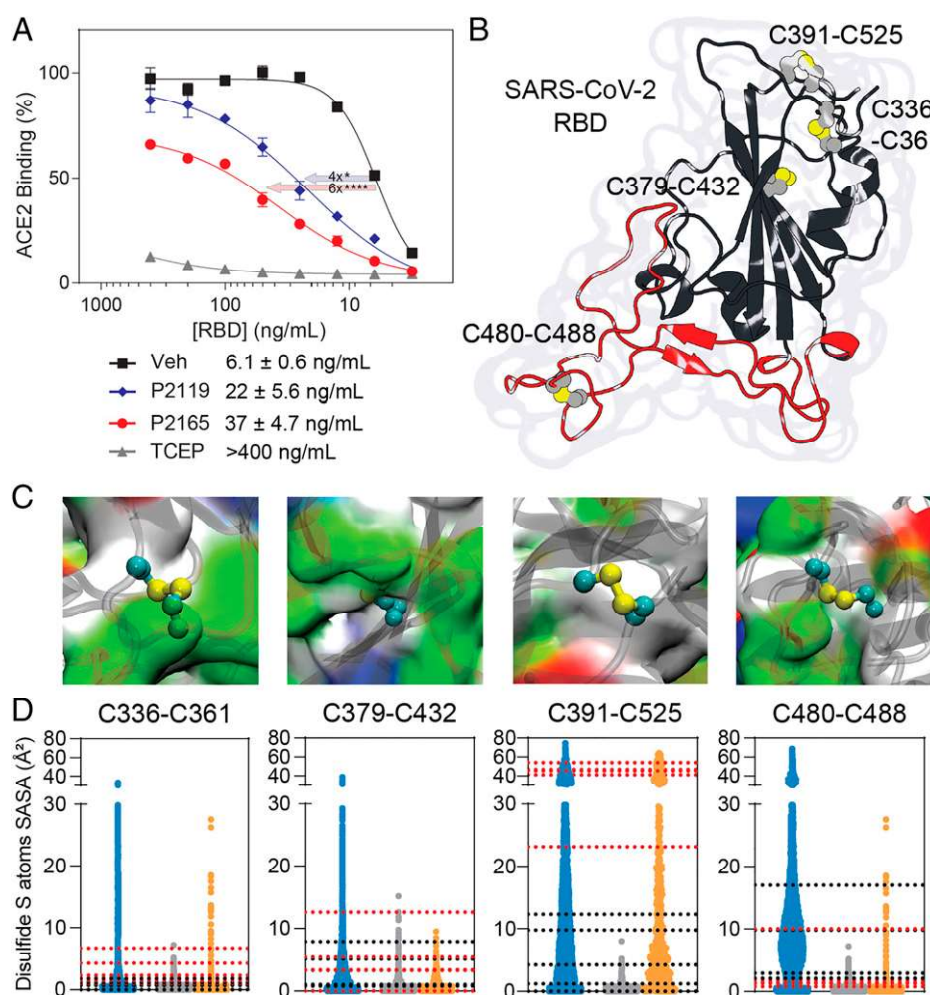 A
ACE2 Binding (%)
100
50
0
4x*
6x****
1000
100
10
[RBD] (ng/mL)
Veh 6.1 ± 0.6 ng/mL
P2119 22 ± 5.6 ng/mL
P2165 37 ± 4.7 ng/mL
TCEP >400 ng/mL
B
SARS-CoV-2
RBD
C391-C525
C336
-C36
C379-C432
C480-C488
C
D
Disulfide S atoms SASA (Å²)
C336-C361
80
60
40
30
20
10
0
C379-C432
80
60
40
30
20
10
0
C391-C525
80
60
40
30
20
10
0
C480-C488
80
60
40
30
20
10
0